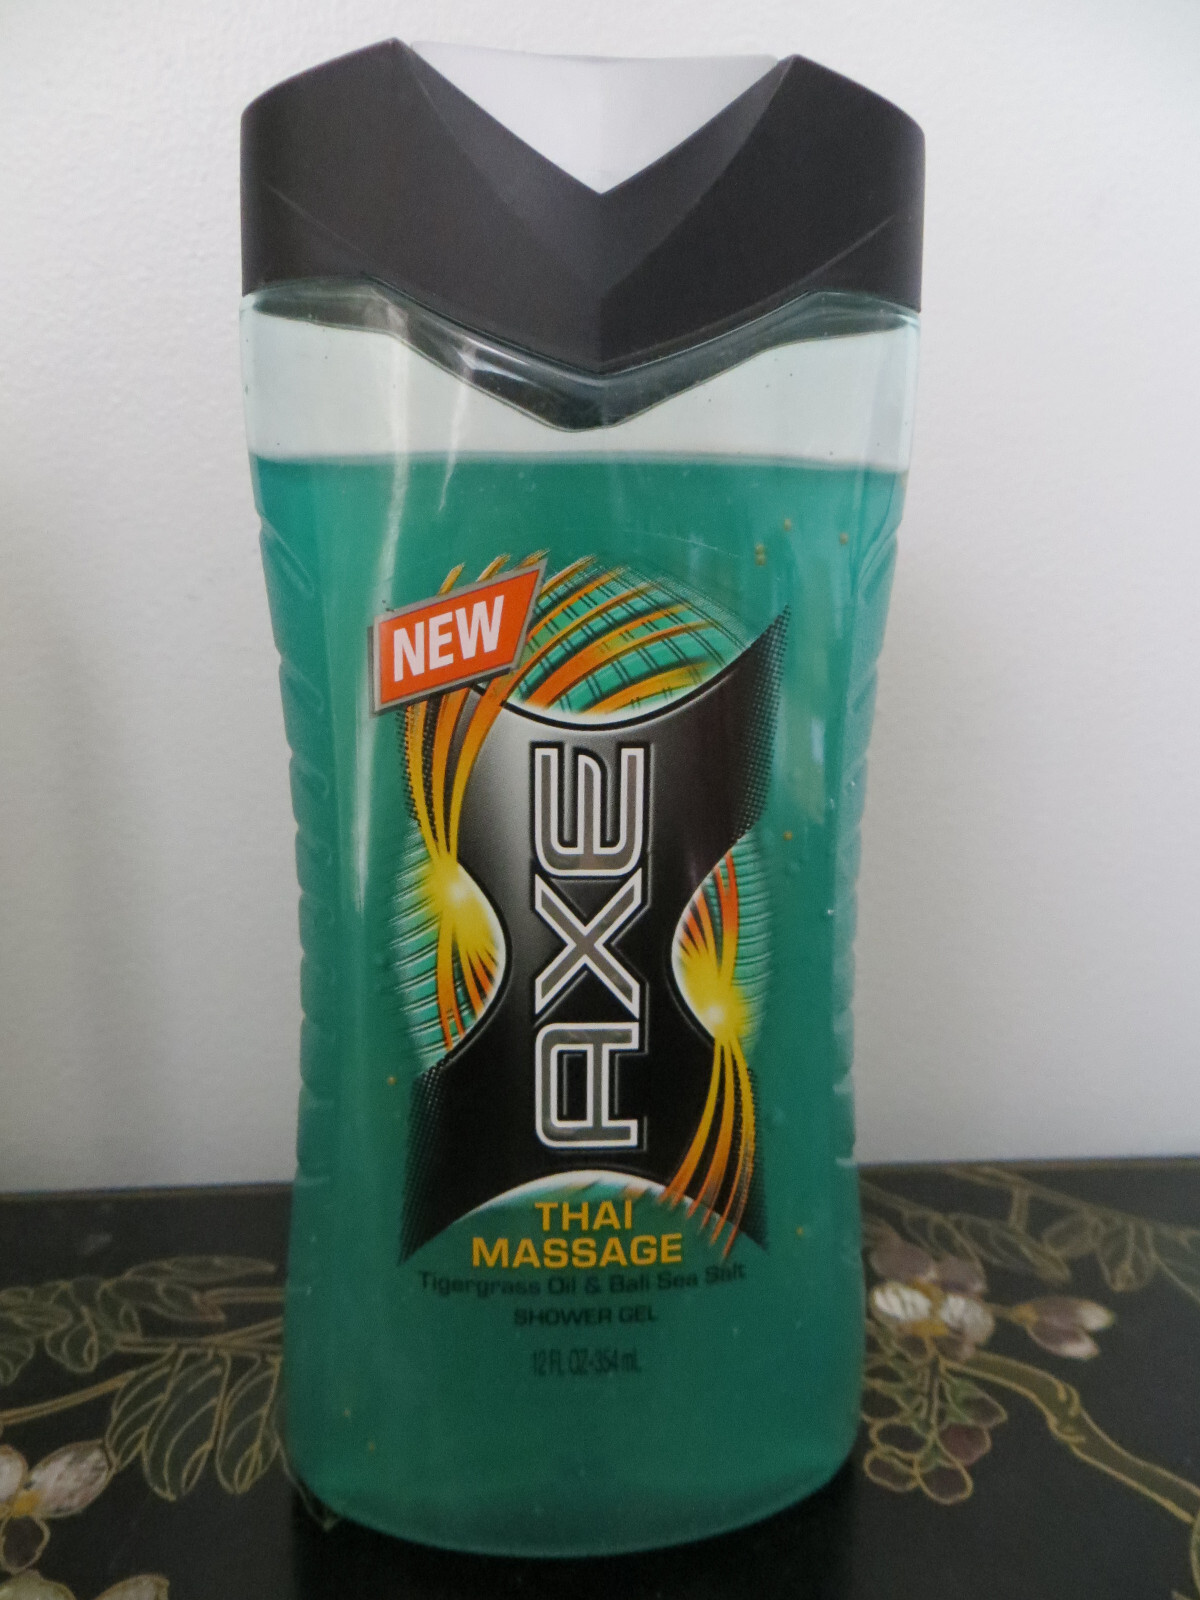 NEW
AXE
THAI
MASSAGE
Tigergrass Oil & Bali Sea Salt
SHOWER GEL
12 FL OZ•354 mL